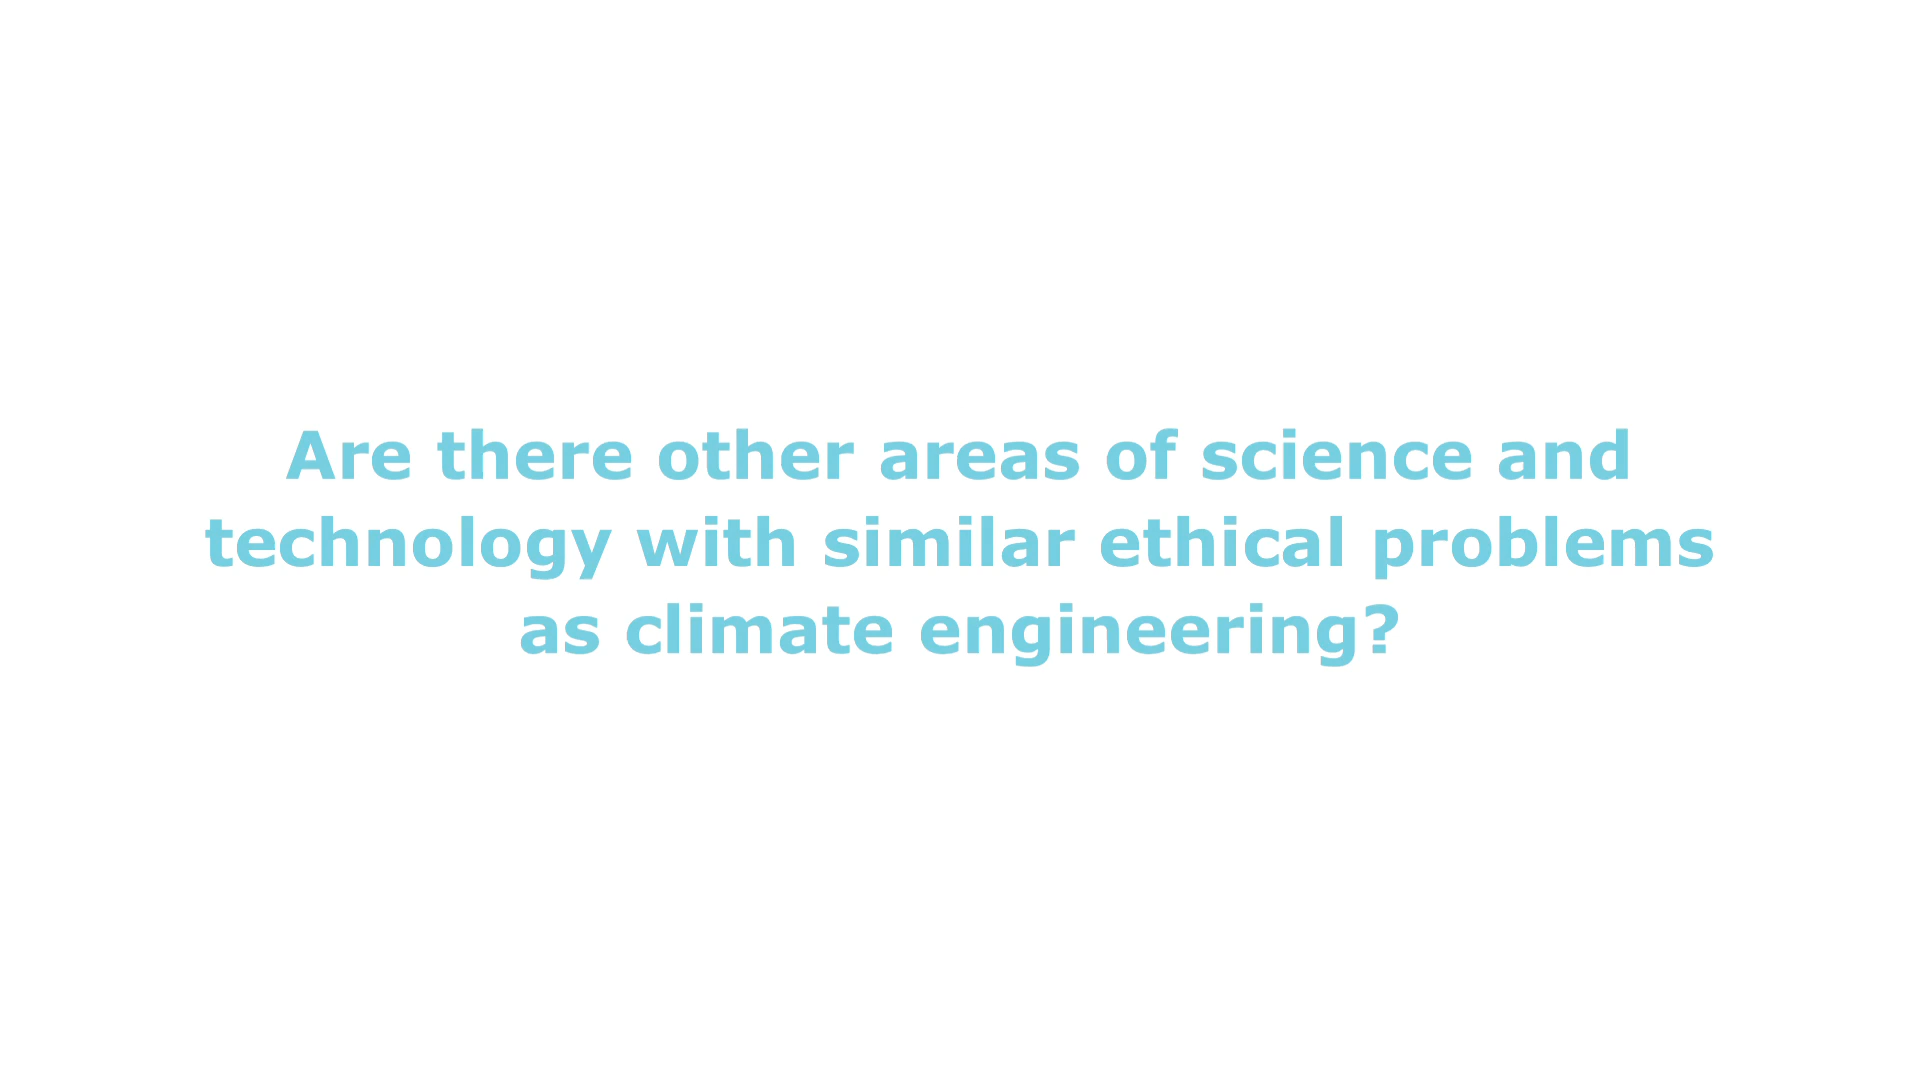 Are there other areas of science and
technology with similar ethical problems
as climate engineering?